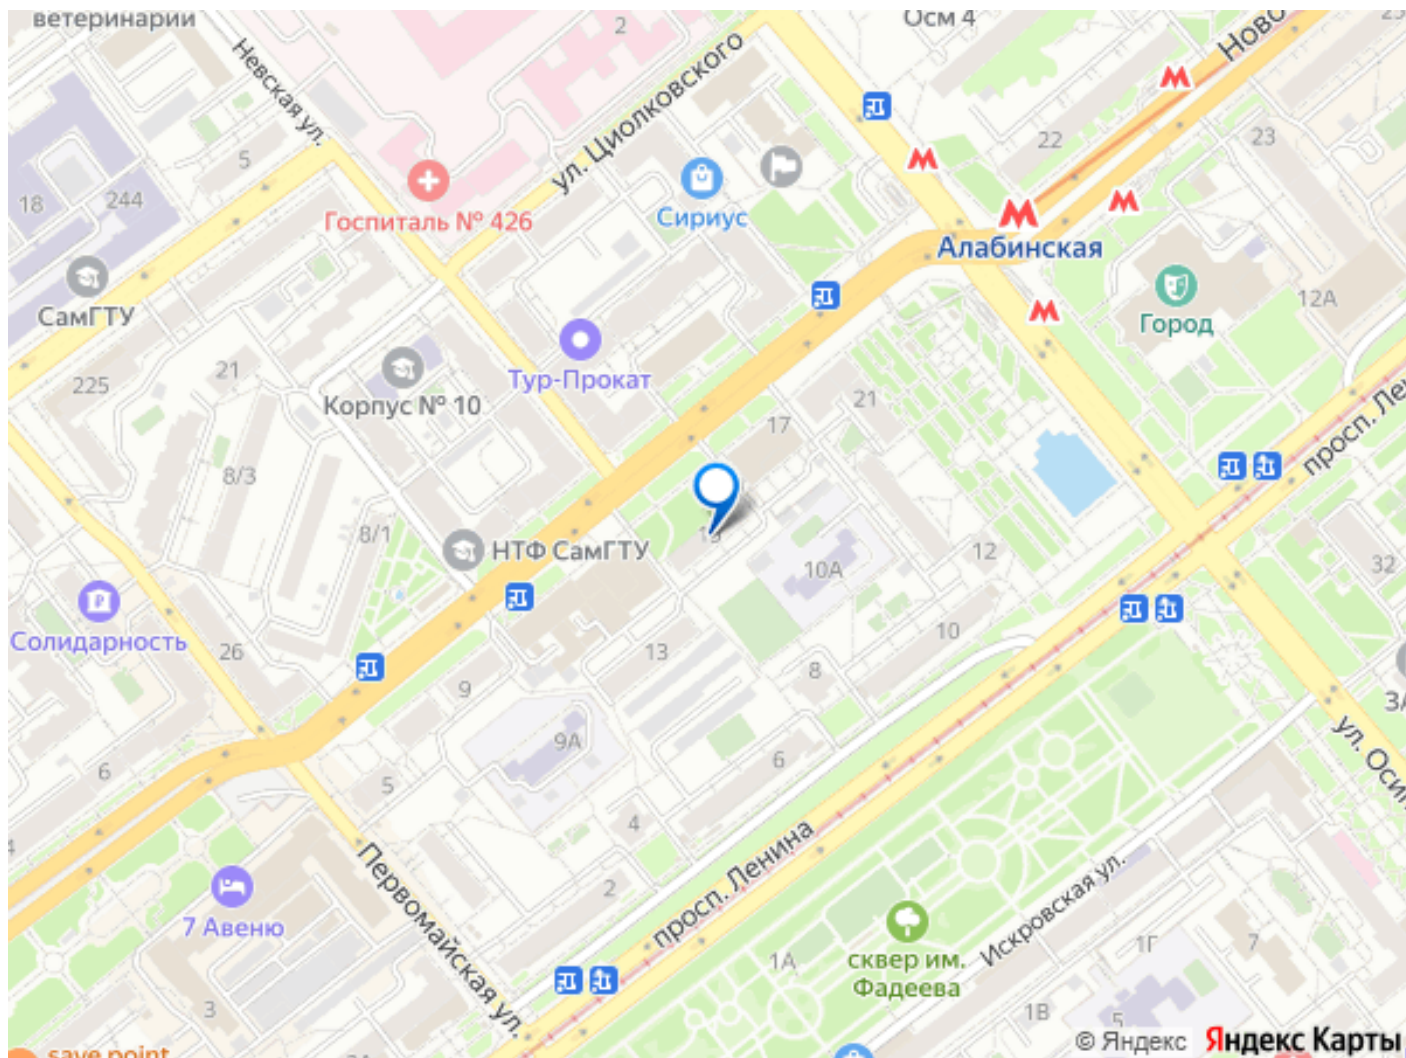 ветеринарии
2
Осм 4
Ново
25
Невская ул.
ул. Циолковского
5
22
23
18
244
Госпиталь № 426
Сириус
Алабинская
СамГТУ
Город
12А
Тур-Прокат
225
21
Корпус № 10
21
17
просп. Ле
8/3
8/1
НТФ СамГТУ
10А
12
32
Солидарность
26
13
10
8
9
ЗА
9А
6
6
5
4
ул. Оси
Первомайская ул.
просп. Ленина
2
7 Авеню
Искровская ул.
1А
сквер им.
Фадеева
1Г
7
3
1В
5
save point
© Яндекс Яндекс Карты